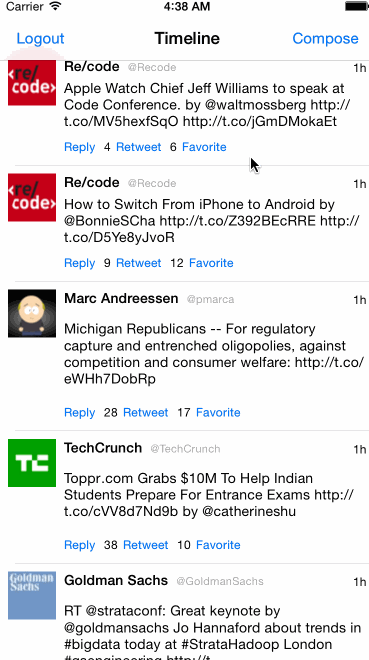 Carrier 4:38 AM
Logout Timeline Compose
<re/
code>
Re/code @Recode 1h
Apple Watch Chief Jeff Williams to speak at
Code Conference. by @waltmossberg http://
t.co/MV5hexfSqO http://t.co/jGmDMokaEt
Reply 4 Retweet 6 Favorite
<re/
code>
Re/code @Recode 1h
How to Switch From iPhone to Android by
@BonnieSCha http://t.co/Z392BEcRRE http://
t.co/D5Ye8yJvoR
Reply 9 Retweet 12 Favorite
Marc Andreessen @pmarca 1h
Michigan Republicans -- For regulatory
capture and entrenched oligopolies, against
competition and consumer welfare: http://t.co/
eWHh7DobRp
Reply 28 Retweet 17 Favorite
TC
TechCrunch @TechCrunch 1h
Toppr.com Grabs $10M To Help Indian
Students Prepare For Entrance Exams http://
t.co/cVV8d7Nd9b by @catherineshu
Reply 38 Retweet 10 Favorite
Goldman
Sachs
Goldman Sachs @GoldmanSachs 1h
RT @strataconf: Great keynote by
@goldmansachs Jo Hannaford about trends in
#bigdata today at #StrataHadoop London
#gsengineering http://t.